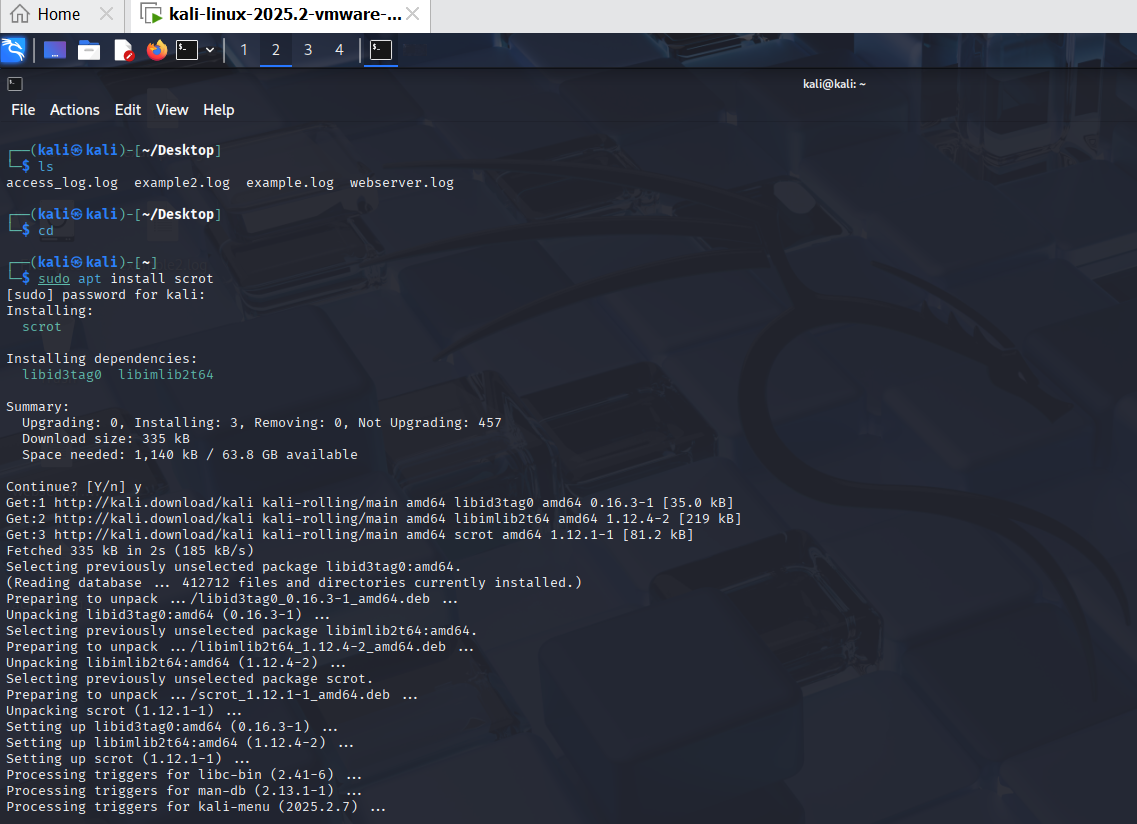 Home
kali-linux-2025.2-vmware-...
1 2 3 4
kali@kali: ~
File Actions Edit View Help
┌──(kali㉿kali)-[~/Desktop]
└─$ ls
access_log.log example2.log example.log webserver.log
┌──(kali㉿kali)-[~/Desktop]
└─$ cd
┌──(kali㉿kali)-[~]
└─$ sudo apt install scrot
[sudo] password for kali:
Installing:
scrot
Installing dependencies:
libid3tag0 libimlib2t64
Summary:
Upgrading: 0, Installing: 3, Removing: 0, Not Upgrading: 457
Download size: 335 kB
Space needed: 1,140 kB / 63.8 GB available
Continue? [Y/n] y
Get:1 http://kali.download/kali kali-rolling/main amd64 libid3tag0 amd64 0.16.3-1 [35.0 kB]
Get:2 http://kali.download/kali kali-rolling/main amd64 libimlib2t64 amd64 1.12.4-2 [219 kB]
Get:3 http://kali.download/kali kali-rolling/main amd64 scrot amd64 1.12.1-1 [81.2 kB]
Fetched 335 kB in 2s (185 kB/s)
Selecting previously unselected package libid3tag0:amd64.
(Reading database ... 412712 files and directories currently installed.)
Preparing to unpack .../libid3tag0_0.16.3-1_amd64.deb ...
Unpacking libid3tag0:amd64 (0.16.3-1) ...
Selecting previously unselected package libimlib2t64:amd64.
Preparing to unpack .../libimlib2t64_1.12.4-2_amd64.deb ...
Unpacking libimlib2t64:amd64 (1.12.4-2) ...
Selecting previously unselected package scrot.
Preparing to unpack .../scrot_1.12.1-1_amd64.deb ...
Unpacking scrot (1.12.1-1) ...
Setting up libid3tag0:amd64 (0.16.3-1) ...
Setting up libimlib2t64:amd64 (1.12.4-2) ...
Setting up scrot (1.12.1-1) ...
Processing triggers for libc-bin (2.41-6) ...
Processing triggers for man-db (2.13.1-1) ...
Processing triggers for kali-menu (2025.2.7) ...